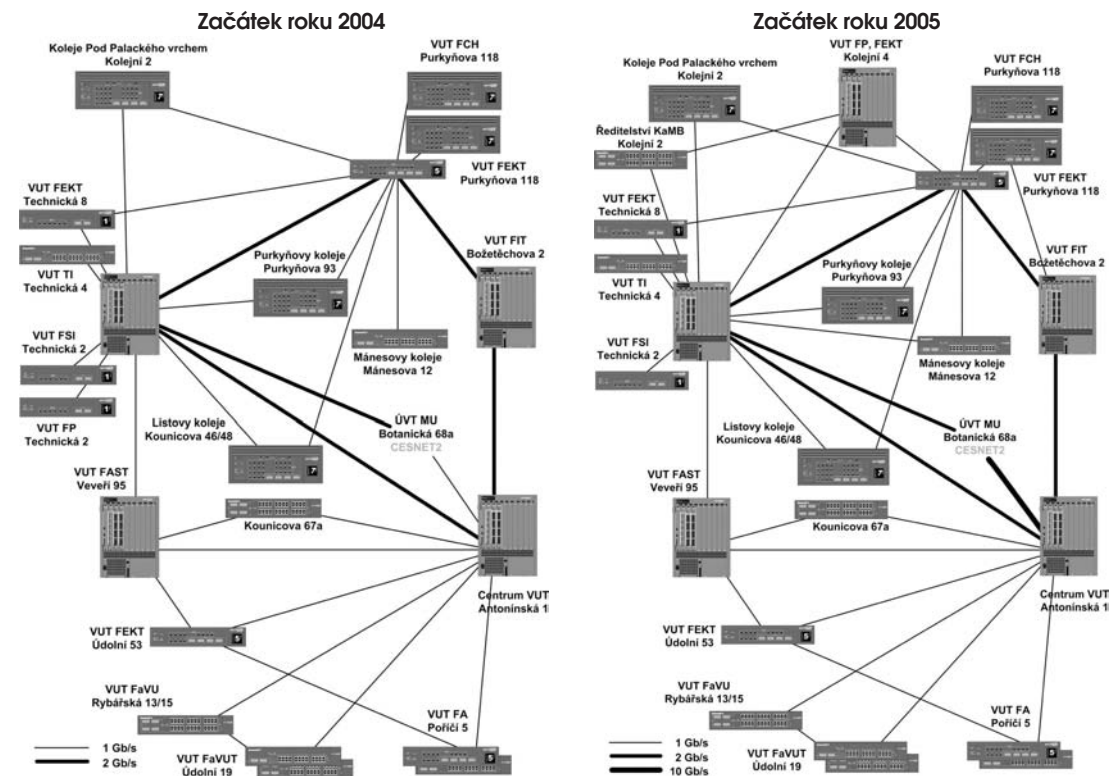 Začátek roku 2004
Koleje Pod Palackého vrchem
Kolejní 2
VUT FCH
Purkyňova 118
VUT FEKT
Purkyňova 118
VUT FEKT
Technická 8
VUT TI
Technická 4
VUT FIT
Božetěchova 2
Purkyňovy koleje
Purkyňova 93
VUT FSI
Technická 2
VUT FP
Technická 2
Mánesovy koleje
Mánesova 12
Listovy koleje
Kounicova 46/48
ÚVT MU
Botanická 68a
CESNET2
VUT FAST
Veveří 95
Kounicova 67a
Centrum VUT
Antonínská 1
VUT FEKT
Údolní 53
VUT FaVU
Rybářská 13/15
VUT FaVUT
Údolní 19
VUT FA
Poříčí 5
1 Gb/s
2 Gb/s
Začátek roku 2005
VUT FP, FEKT
Kolejní 4
Koleje Pod Palackého vrchem
Kolejní 2
VUT FCH
Purkyňova 118
Ředitelství KaMB
Kolejní 2
VUT FEKT
Purkyňova 118
VUT FEKT
Technická 8
VUT TI
Technická 4
VUT FIT
Božetěchova 2
Purkyňovy koleje
Purkyňova 93
VUT FSI
Technická 2
Mánesovy koleje
Mánesova 12
Listovy koleje
Kounicova 46/48
ÚVT MU
Botanická 68a
CESNET2
VUT FAST
Veveří 95
Kounicova 67a
Centrum VUT
Antonínská 1
VUT FEKT
Údolní 53
VUT FaVU
Rybářská 13/15
VUT FaVUT
Údolní 19
VUT FA
Poříčí 5
1 Gb/s
2 Gb/s
10 Gb/s